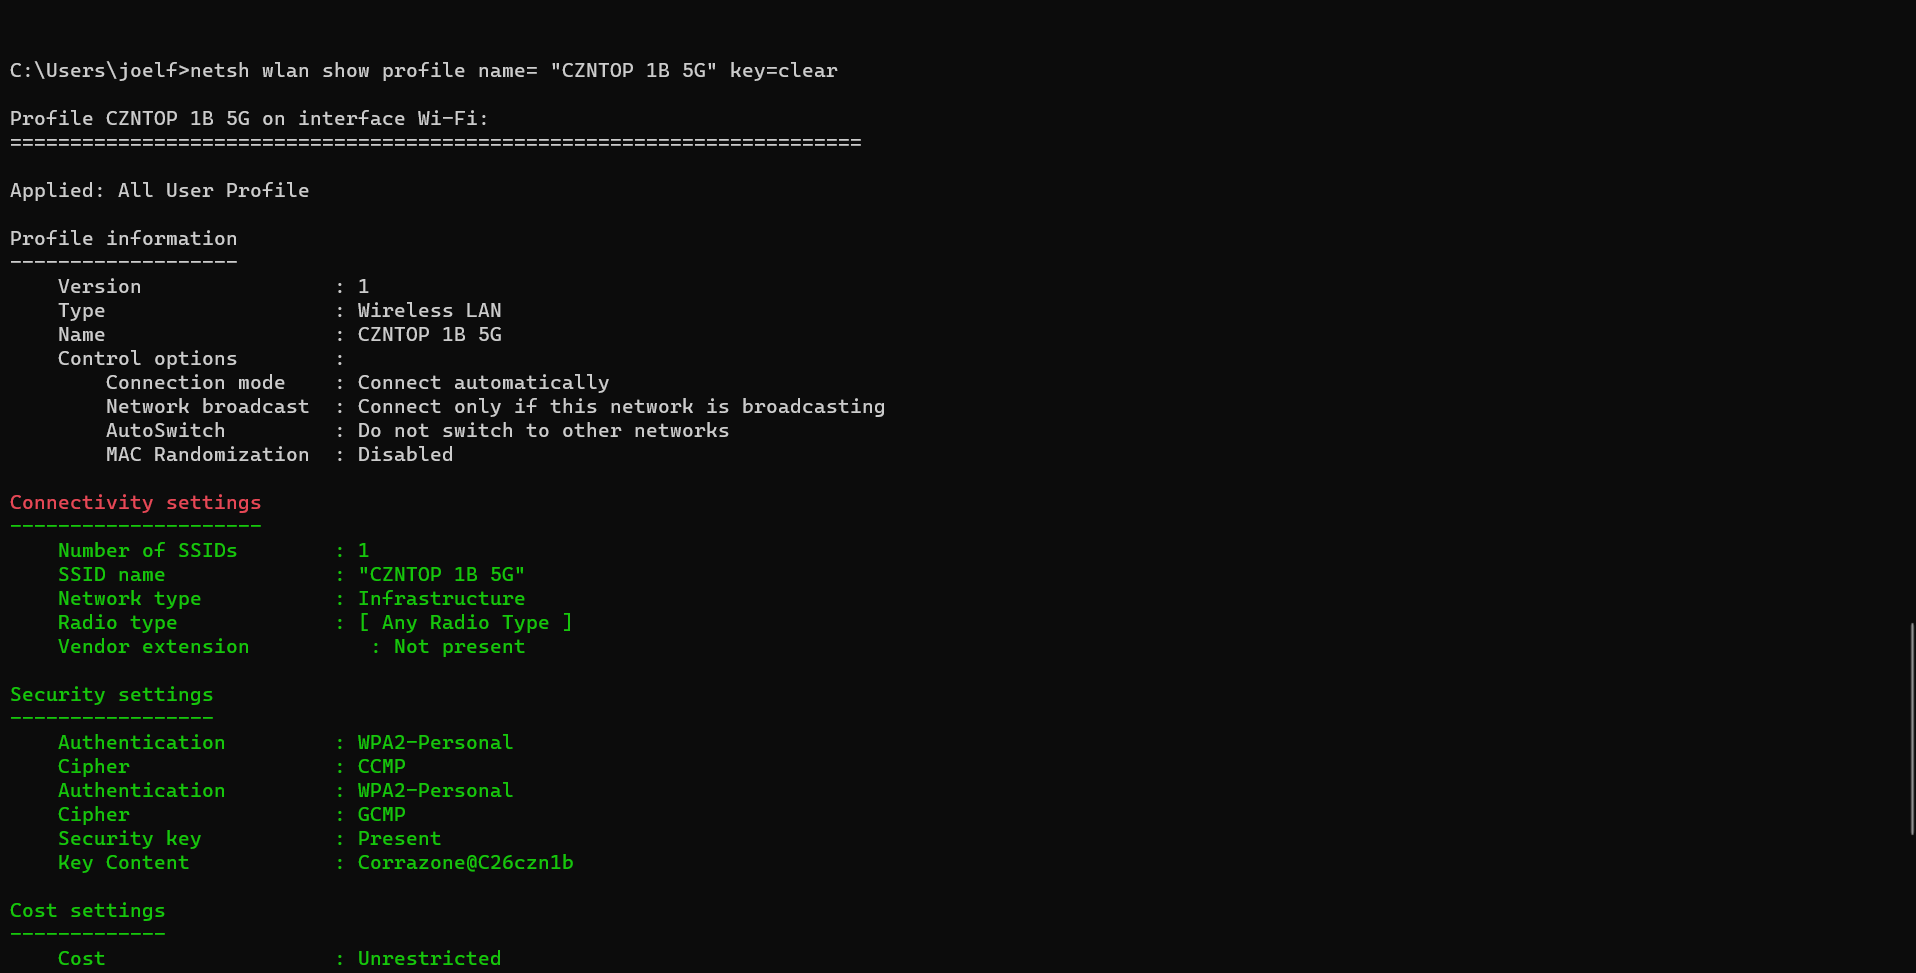 C:\Users\joelf>netsh wlan show profile name= "CZNTOP 1B 5G" key=clear
Profile CZNTOP 1B 5G on interface Wi-Fi:
=======================================================================
Applied: All User Profile
Profile information
-------------------
    Version                : 1
    Type                   : Wireless LAN
    Name                   : CZNTOP 1B 5G
    Control options        :
        Connection mode    : Connect automatically
        Network broadcast  : Connect only if this network is broadcasting
        AutoSwitch         : Do not switch to other networks
        MAC Randomization  : Disabled
Connectivity settings
---------------------
    Number of SSIDs        : 1
    SSID name              : "CZNTOP 1B 5G"
    Network type           : Infrastructure
    Radio type             : [ Any Radio Type ]
    Vendor extension          : Not present
Security settings
-----------------
    Authentication         : WPA2-Personal
    Cipher                 : CCMP
    Authentication         : WPA2-Personal
    Cipher                 : GCMP
    Security key           : Present
    Key Content            : Corrazone@C26czn1b
Cost settings
-------------
    Cost                   : Unrestricted